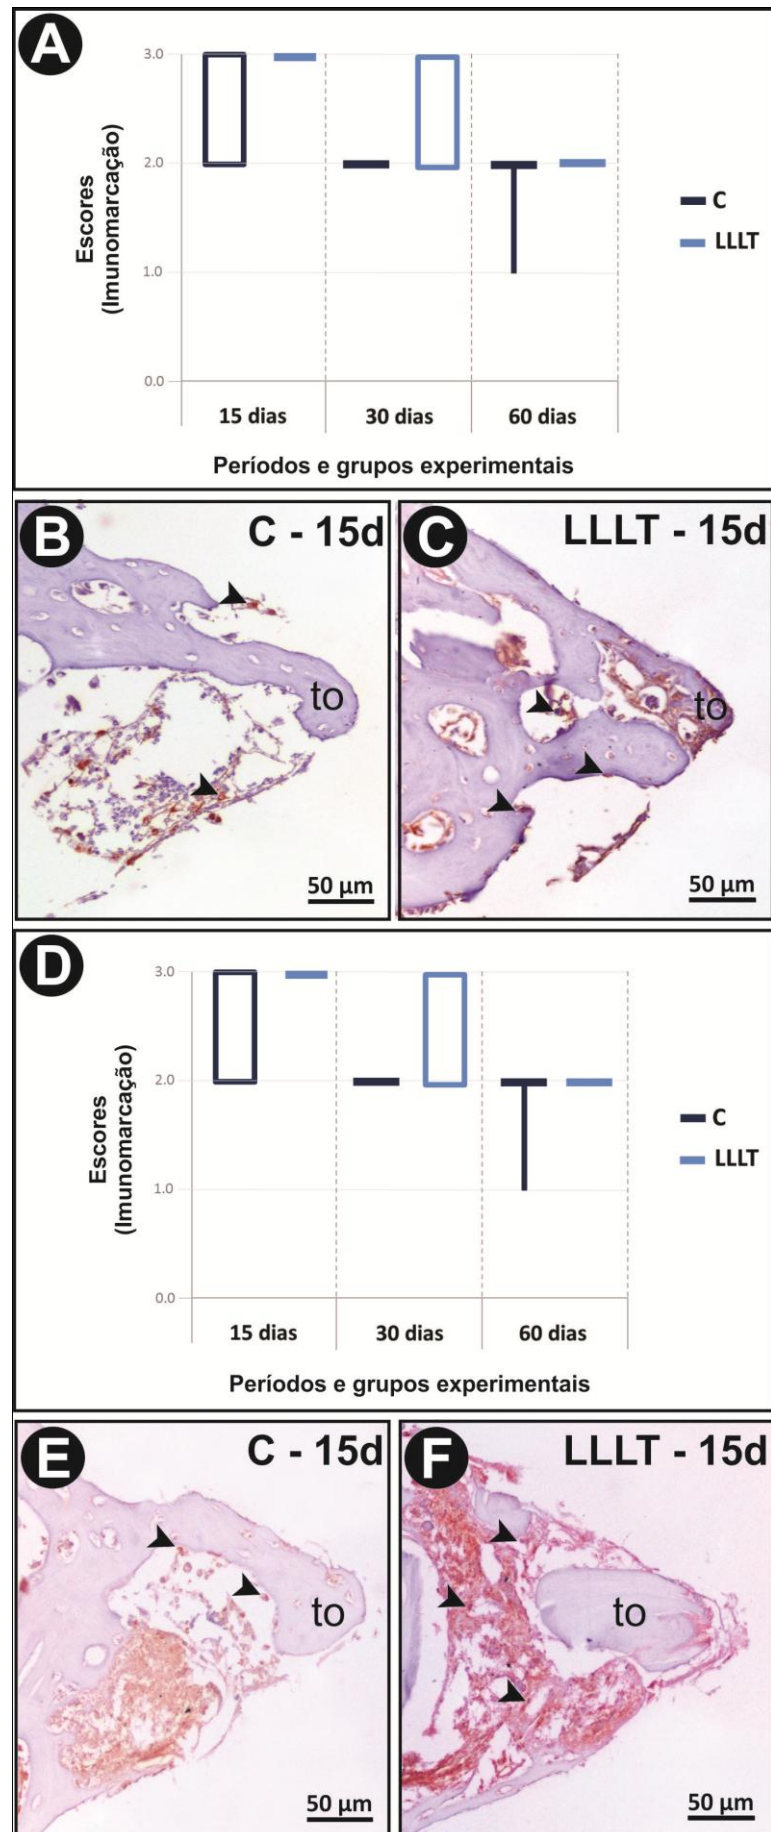 A
3.0
2.0
1.0
0.0
Escores
(Imunomarcação)
C
LLLT
15 dias
30 dias
60 dias
Períodos e grupos experimentais
B
C - 15d
to
50 µm
C
LLLT - 15d
to
50 µm
D
3.0
2.0
1.0
0.0
Escores
(Imunomarcação)
C
LLLT
15 dias
30 dias
60 dias
Períodos e grupos experimentais
E
C - 15d
to
50 µm
F
LLLT - 15d
to
50 µm